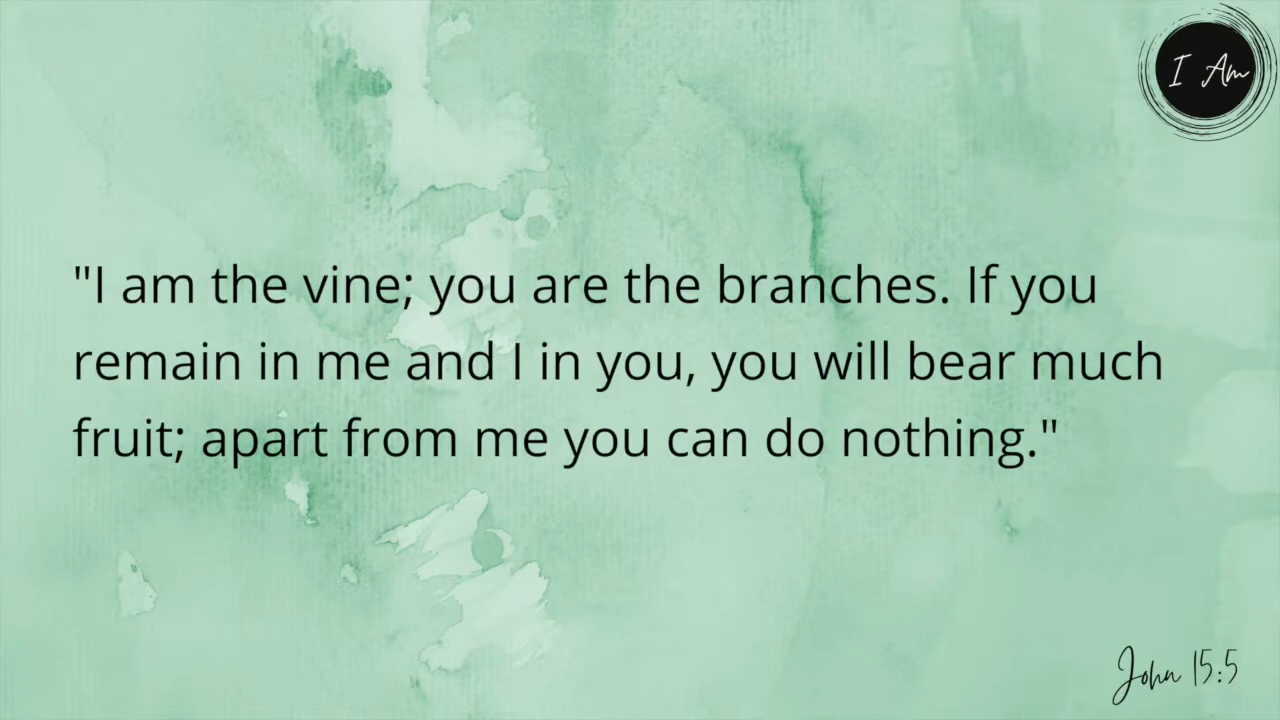 I Am
"I am the vine; you are the branches. If you
remain in me and I in you, you will bear much
fruit; apart from me you can do nothing."
John 15:5